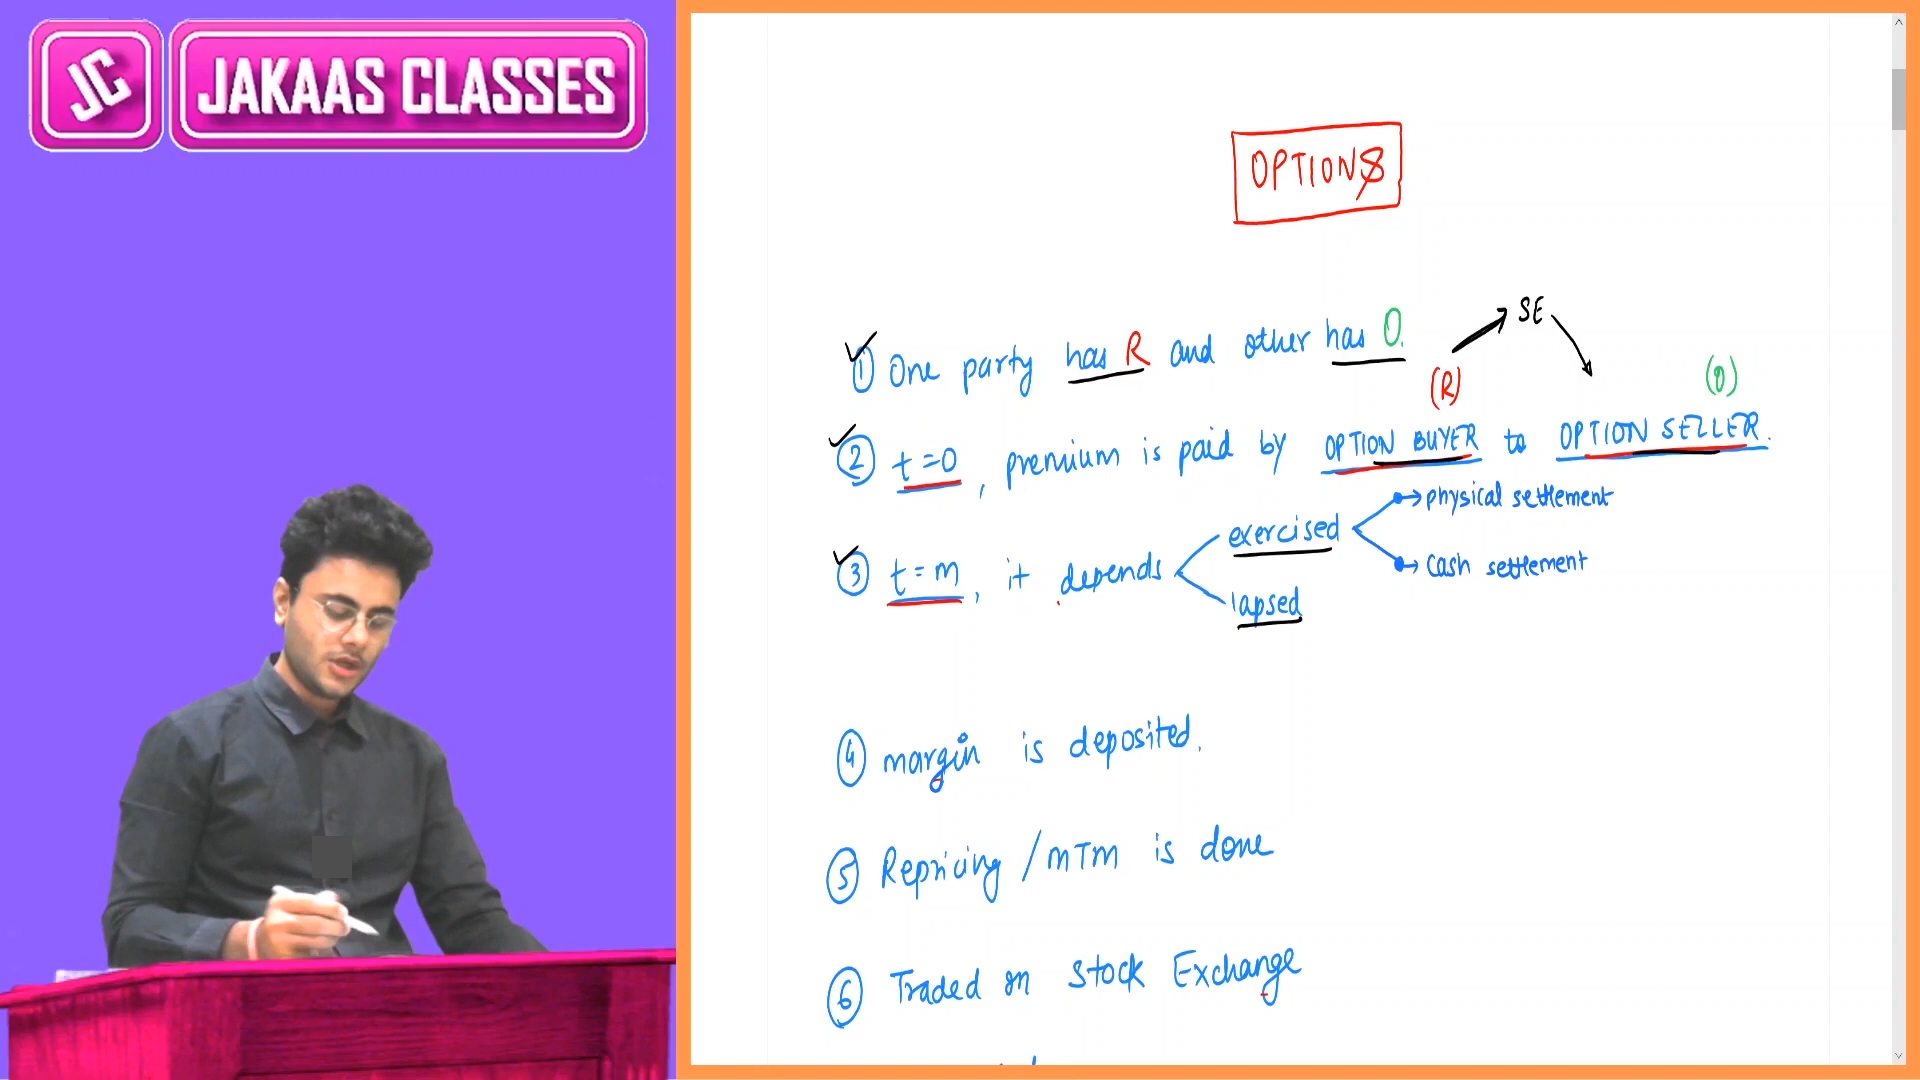 JC JAKAAS CLASSES
OPTIONS
① One party has R and other has O.
SE
(R) (O)
② t=0, premium is paid by OPTION BUYER to OPTION SELLER.
③ t=m, it depends
exercised
physical settlement
cash settlement
lapsed
④ margin is deposited.
⑤ Repricing/MTM is done
⑥ Traded on Stock Exchange